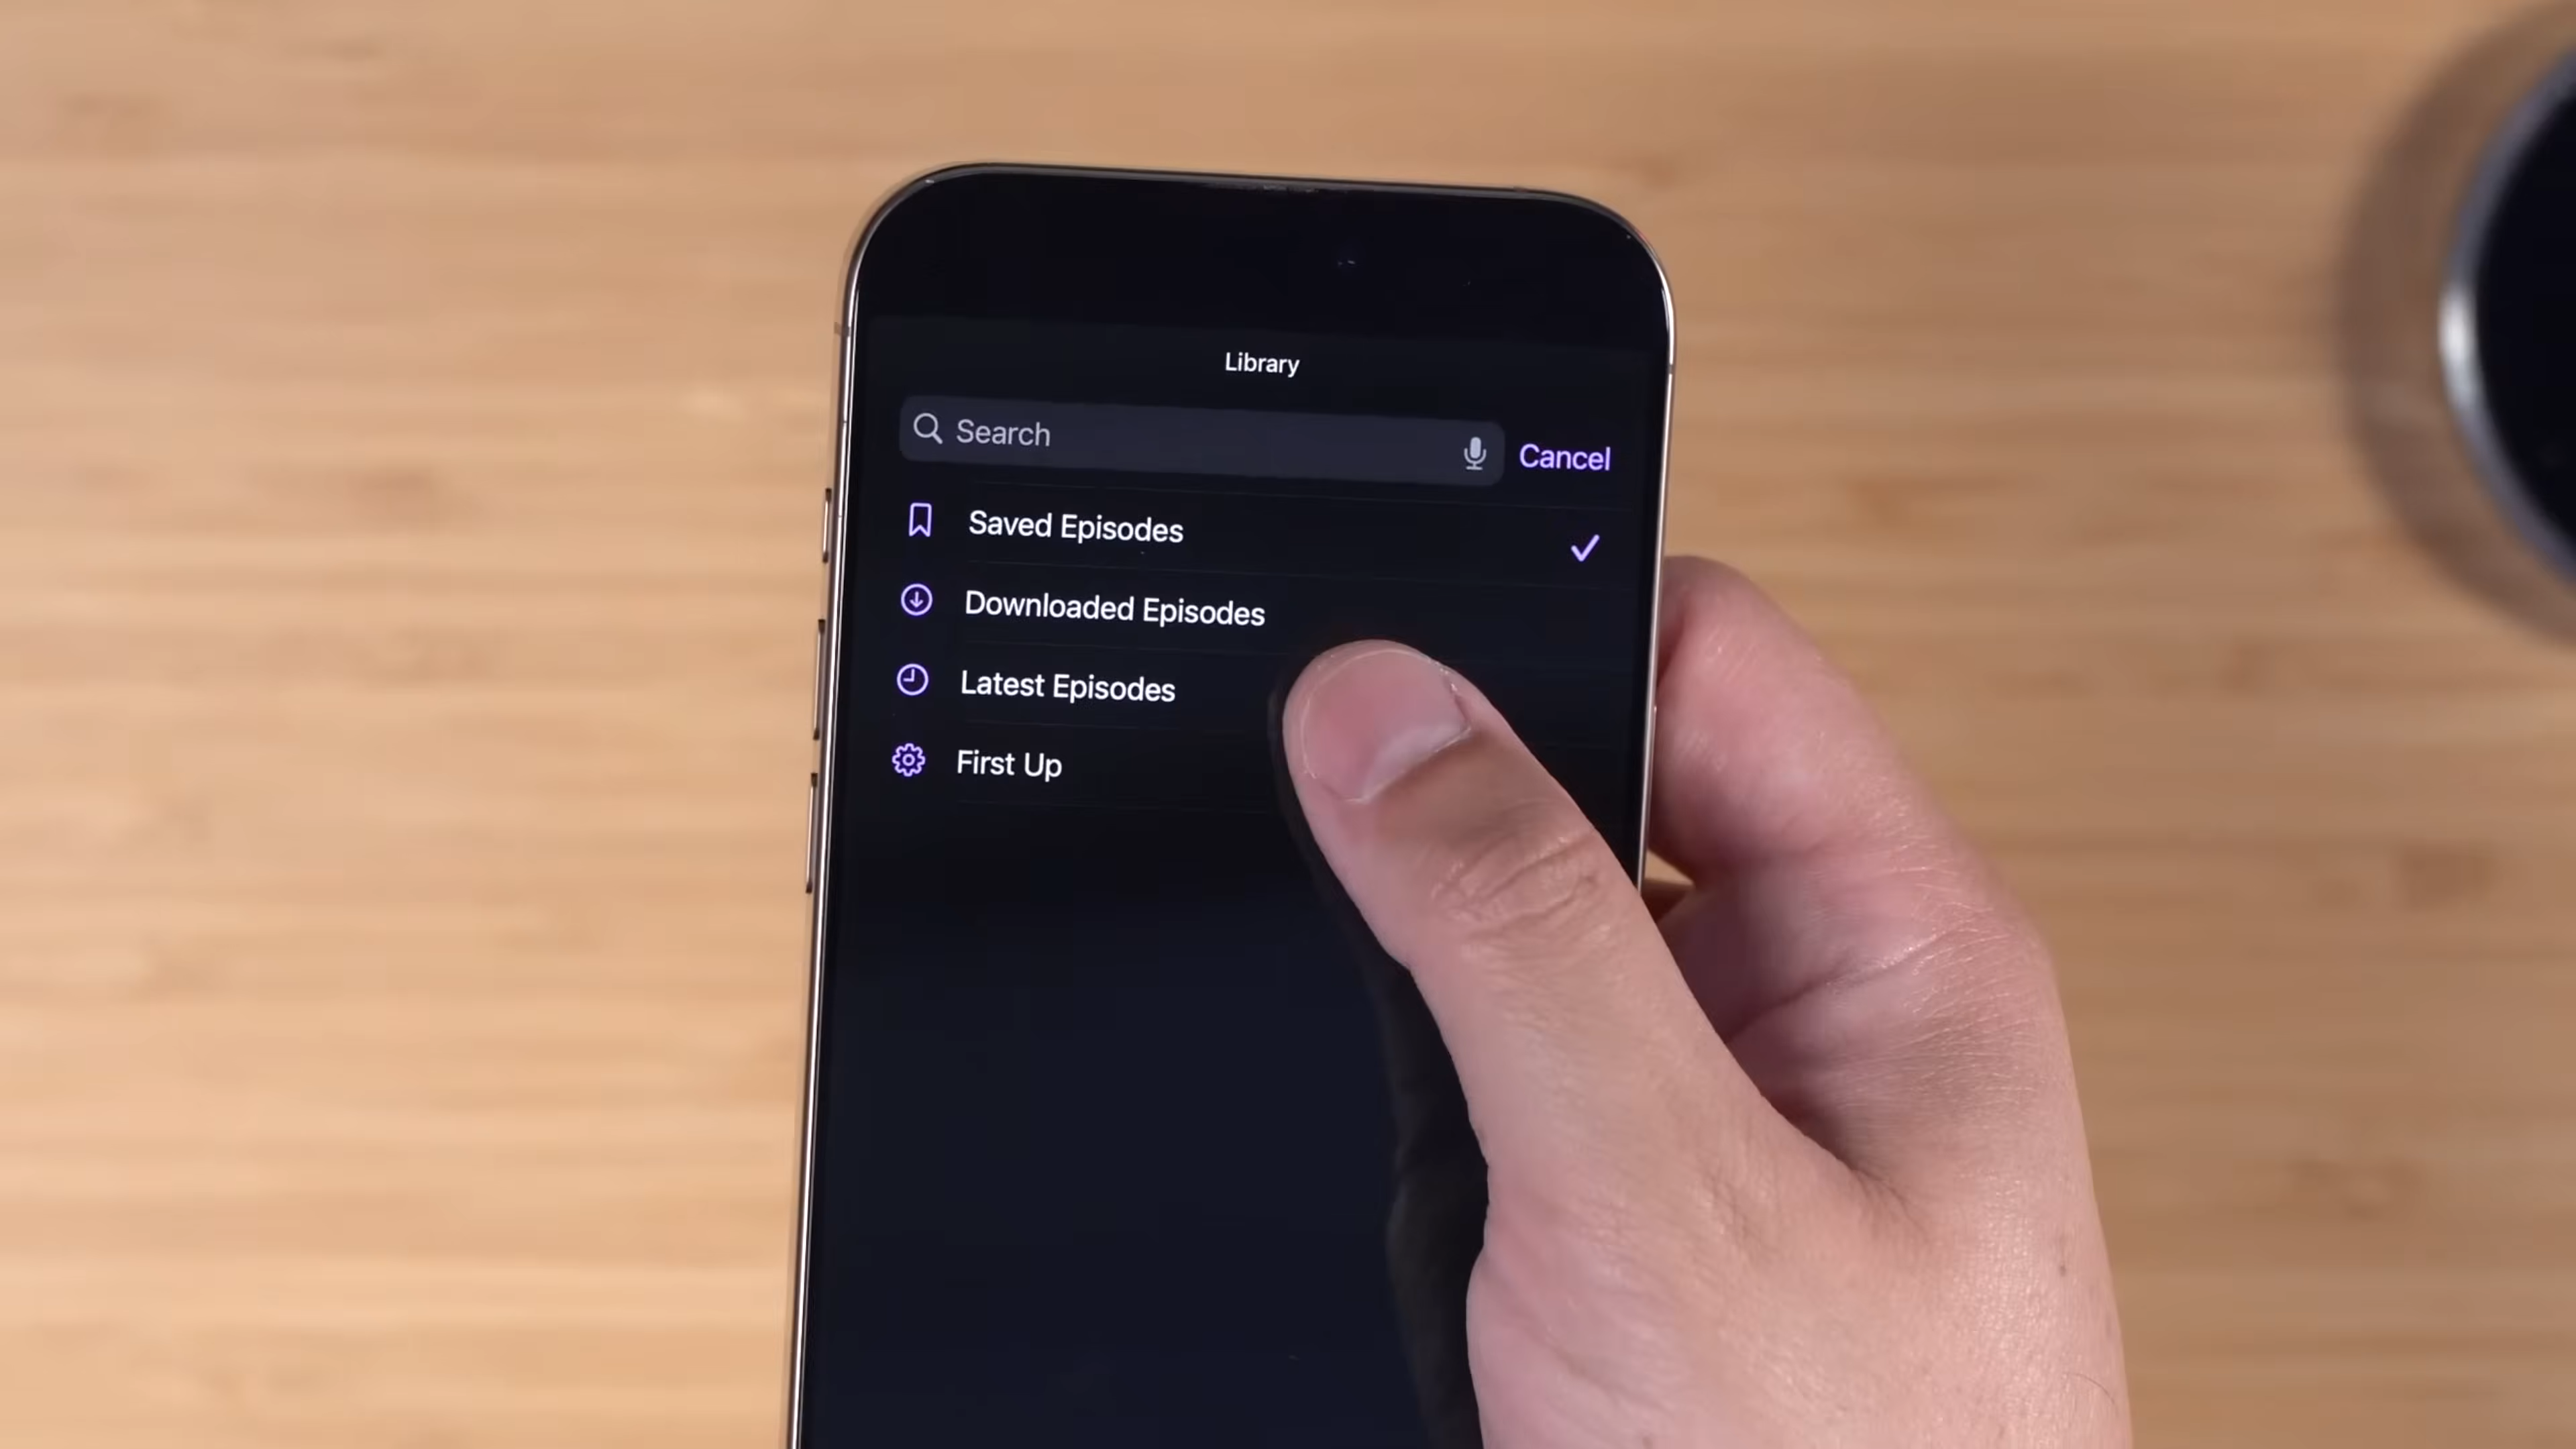 Library
Search
Cancel
Saved Episodes
Downloaded Episodes
Latest Episodes
First Up